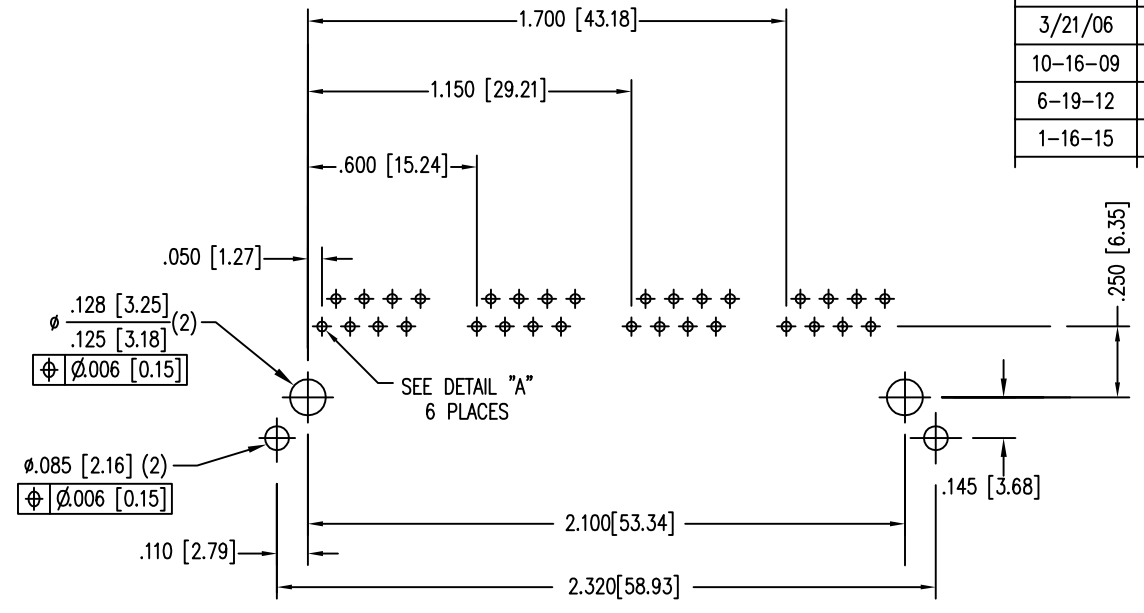 1.700 [43.18]
3/21/06
10-16-09
1.150 [29.21]
6-19-12
1-16-15
.600 [15.24]
.250 [6.35]
.050 [1.27]
.128 [3.25]
ø (2)
.125 [3.18]
⌖ Ø.006 [0.15]
SEE DETAIL "A"
6 PLACES
ø.085 [2.16] (2)
⌖ Ø.006 [0.15]
.145 [3.68]
2.100[53.34]
.110 [2.79]
2.320[58.93]